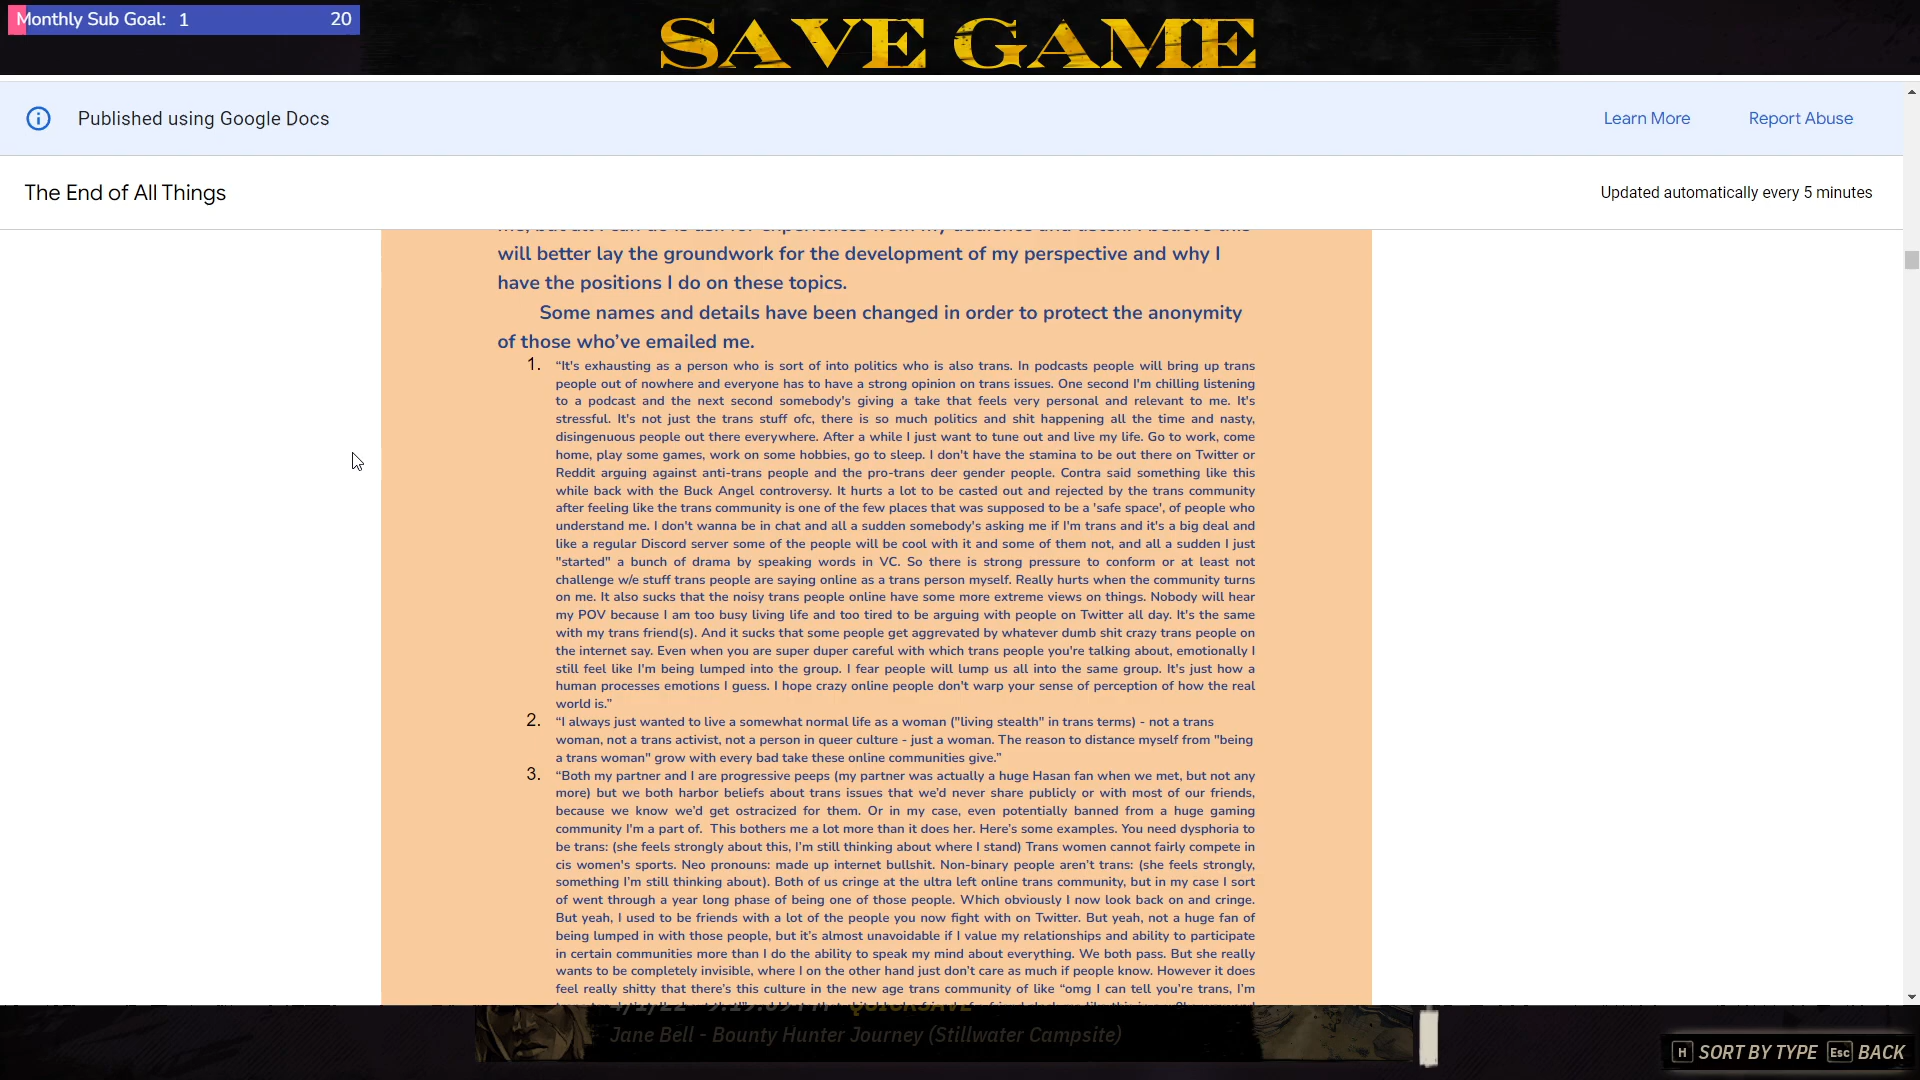 Monthly Sub Goal: 1 20
SAVE GAME
Published using Google Docs
Learn More
Report Abuse
The End of All Things
Updated automatically every 5 minutes
will better lay the groundwork for the development of my perspective and why I
have the positions I do on these topics.
Some names and details have been changed in order to protect the anonymity
of those who’ve emailed me.
1. “It's exhausting as a person who is sort of into politics who is also trans. In podcasts people will bring up trans
people out of nowhere and everyone has to have a strong opinion on trans issues. One second I'm chilling listening
to a podcast and the next second somebody's giving a take that feels very personal and relevant to me. It's
stressful. It's not just the trans stuff ofc, there is so much politics and shit happening all the time and nasty,
disingenuous people out there everywhere. After a while I just want to tune out and live my life. Go to work, come
home, play some games, work on some hobbies, go to sleep. I don't have the stamina to be out there on Twitter or
Reddit arguing against anti-trans people and the pro-trans deer gender people. Contra said something like this
while back with the Buck Angel controversy. It hurts a lot to be casted out and rejected by the trans community
after feeling like the trans community is one of the few places that was supposed to be a 'safe space', of people who
understand me. I don't wanna be in chat and all a sudden somebody's asking me if I'm trans and it's a big deal and
like a regular Discord server some of the people will be cool with it and some of them not, and all a sudden I just
"started" a bunch of drama by speaking words in VC. So there is strong pressure to conform or at least not
challenge w/e stuff trans people are saying online as a trans person myself. Really hurts when the community turns
on me. It also sucks that the noisy trans people online have some more extreme views on things. Nobody will hear
my POV because I am too busy living life and too tired to be arguing with people on Twitter all day. It's the same
with my trans friend(s). And it sucks that some people get aggrevated by whatever dumb shit crazy trans people on
the internet say. Even when you are super duper careful with which trans people you're talking about, emotionally I
still feel like I'm being lumped into the group. I fear people will lump us all into the same group. It's just how a
human processes emotions I guess. I hope crazy online people don't warp your sense of perception of how the real
world is.”
2. “I always just wanted to live a somewhat normal life as a woman ("living stealth" in trans terms) - not a trans
woman, not a trans activist, not a person in queer culture - just a woman. The reason to distance myself from "being
a trans woman" grow with every bad take these online communities give.”
3. “Both my partner and I are progressive peeps (my partner was actually a huge Hasan fan when we met, but not any
more) but we both harbor beliefs about trans issues that we’d never share publicly or with most of our friends,
because we know we’d get ostracized for them. Or in my case, even potentially banned from a huge gaming
community I'm a part of. This bothers me a lot more than it does her. Here’s some examples. You need dysphoria to
be trans: (she feels strongly about this, I’m still thinking about where I stand) Trans women cannot fairly compete in
cis women's sports. Neo pronouns: made up internet bullshit. Non-binary people aren’t trans: (she feels strongly,
something I’m still thinking about). Both of us cringe at the ultra left online trans community, but in my case I sort
of went through a year long phase of being one of those people. Which obviously I now look back on and cringe.
But yeah, I used to be friends with a lot of the people you now fight with on Twitter. But yeah, not a huge fan of
being lumped in with those people, but it’s almost unavoidable if I value my relationships and ability to participate
in certain communities more than I do the ability to speak my mind about everything. We both pass. But she really
wants to be completely invisible, where I on the other hand just don’t care as much if people know. However it does
feel really shitty that there’s this culture in the new age trans community of like “omg I can tell you’re trans, I’m
QUICKSAVE
Jane Bell - Bounty Hunter Journey (Stillwater Campsite)
H SORT BY TYPE Esc BACK